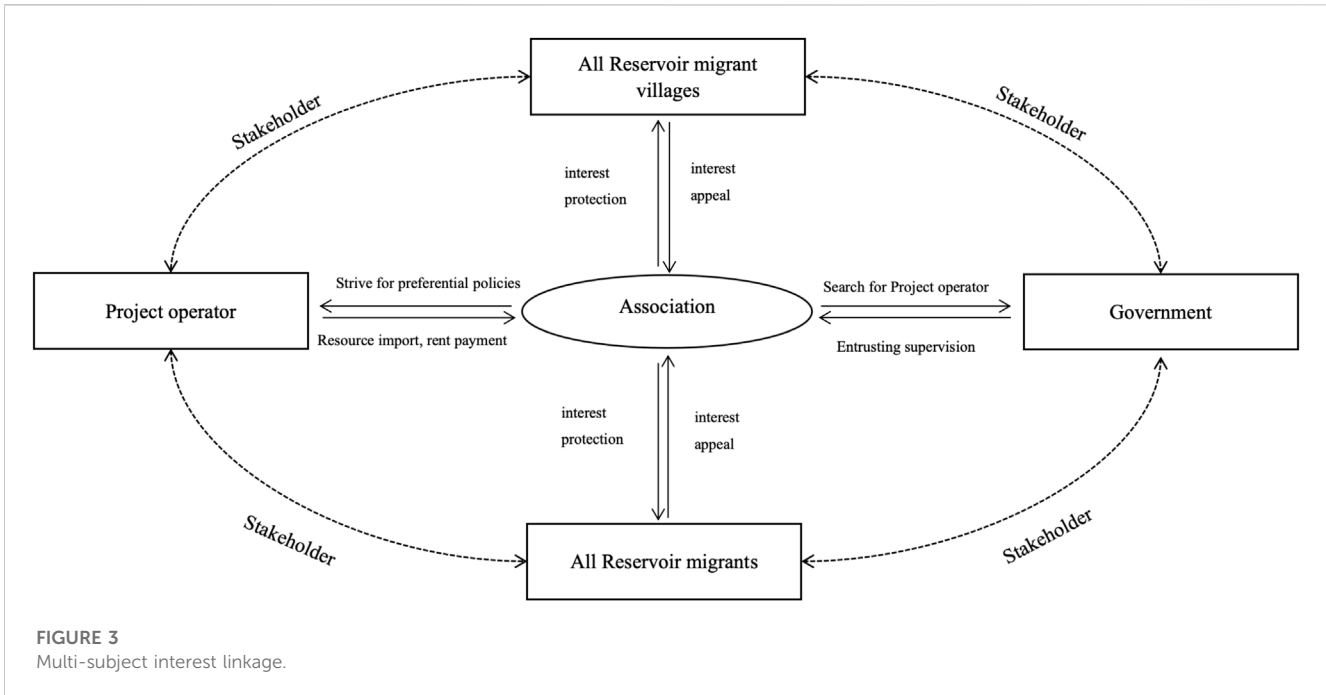 All Reservoir migrant
villages
Stakeholder
Stakeholder
interest
protection
interest
appeal
Project operator
Strive for preferential policies
Resource import, rent payment
Association
Search for Project operator
Entrusting supervision
Government
interest
protection
interest
appeal
Stakeholder
Stakeholder
All Reservoir migrants
FIGURE 3
Multi-subject interest linkage.